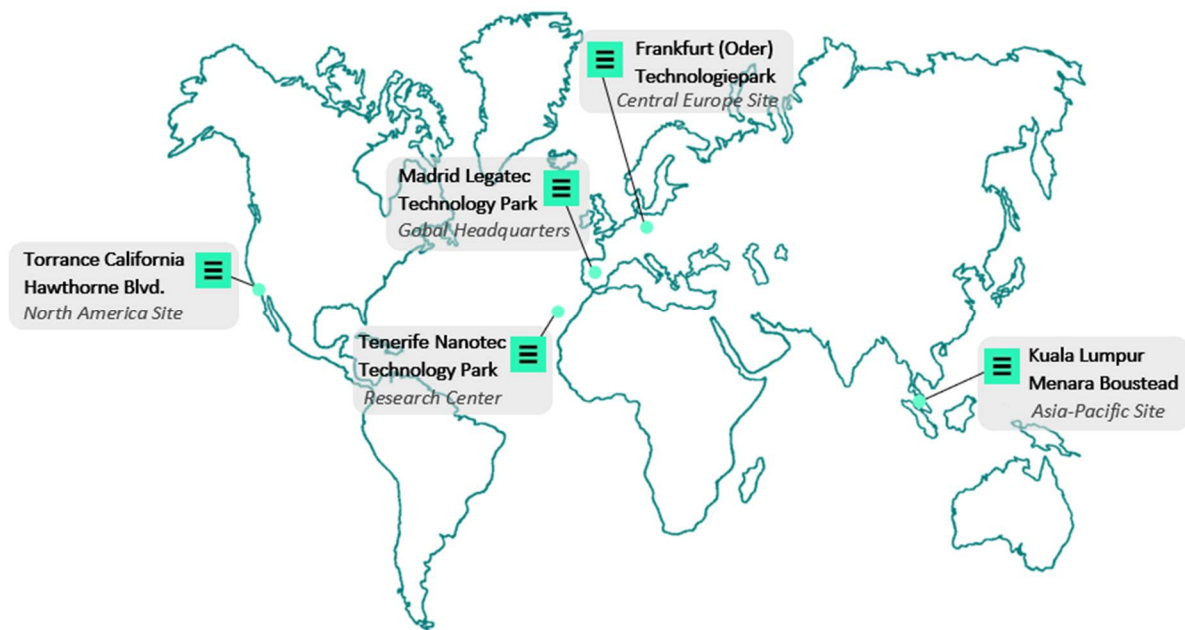 Frankfurt (Oder)
Technologiepark
Central Europe Site
Madrid Legatec
Technology Park
Gobal Headquarters
Torrance California
Hawthorne Blvd.
North America Site
Tenerife Nanotec
Technology Park
Research Center
Kuala Lumpur
Menara Boustead
Asia-Pacific Site